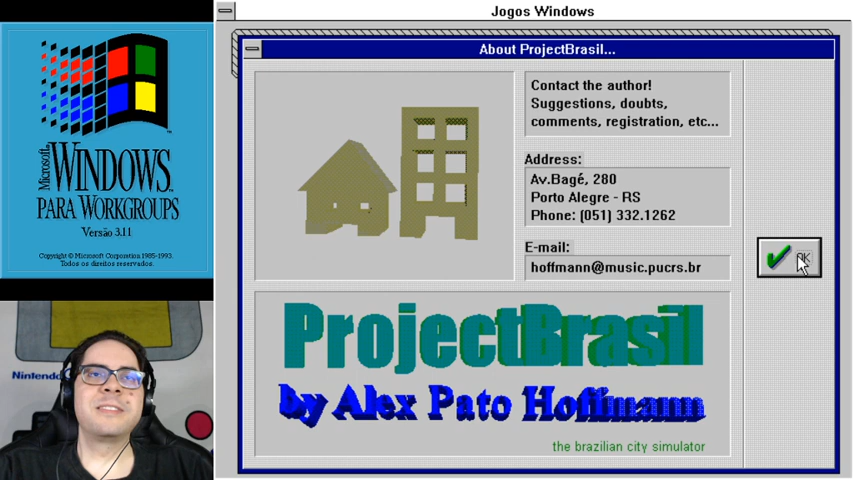 Jogos Windows
About ProjectBrasil...
Microsoft®
WINDOWS™
PARA WORKGROUPS
Versão 3.11
Copyright © Microsoft Corporation 1985-1993.
Todos os direitos reservados.
Contact the author!
Suggestions, doubts,
comments, registration, etc...
Address:
Av.Bagé, 280
Porto Alegre - RS
Phone: (051) 332.1262
E-mail:
hoffmann@music.pucrs.br
OK
ProjectBrasil
by Alex Pato Hoffmann
the brazilian city simulator
Nintendo